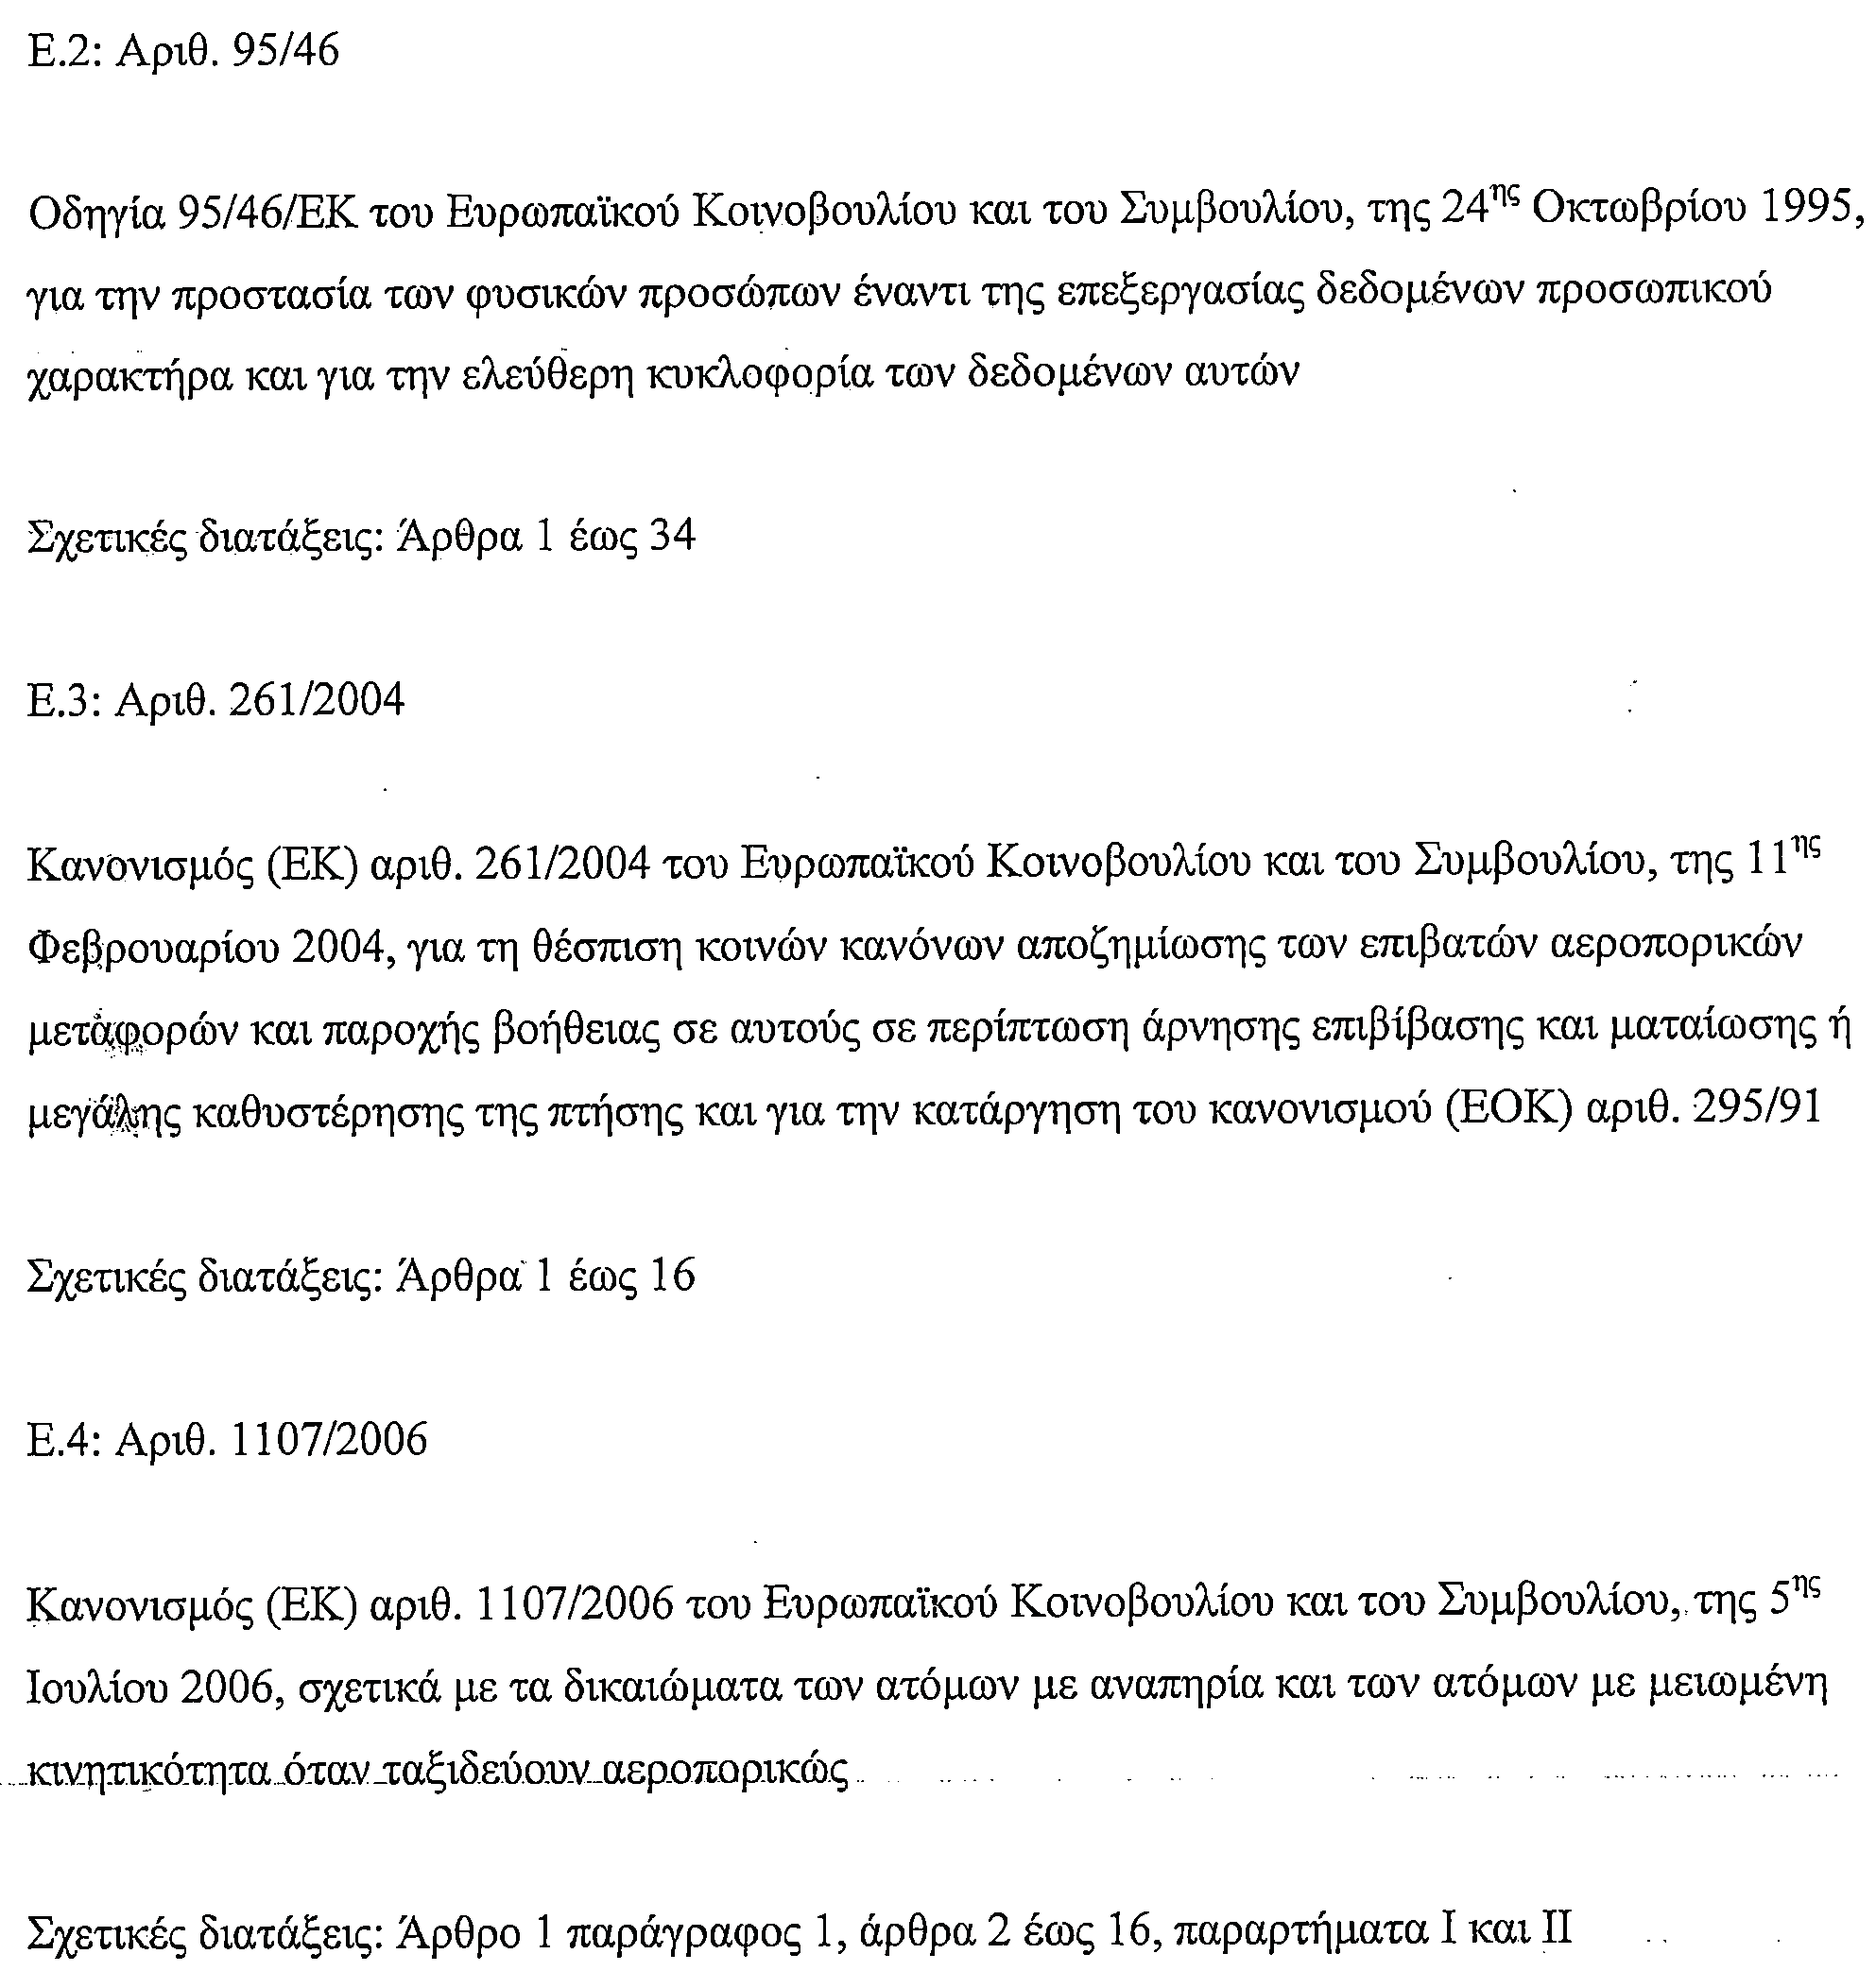 Ε.2: Αριθ. 95/46
Οδηγία 95/46/ΕΚ του Ευρωπαϊκού Κοινοβουλίου και του Συμβουλίου, της 24ης Οκτωβρίου 1995,
για την προστασία των φυσικών προσώπων έναντι της επεξεργασίας δεδομένων προσωπικού
χαρακτήρα και για την ελεύθερη κυκλοφορία των δεδομένων αυτών
Σχετικές διατάξεις: Άρθρα 1 έως 34
Ε.3: Αριθ. 261/2004
Κανονισμός (ΕΚ) αριθ. 261/2004 του Ευρωπαϊκού Κοινοβουλίου και του Συμβουλίου, της 11ης
Φεβρουαρίου 2004, για τη θέσπιση κοινών κανόνων αποζημίωσης των επιβατών αεροπορικών
μεταφορών και παροχής βοήθειας σε αυτούς σε περίπτωση άρνησης επιβίβασης και ματαίωσης ή
μεγάλης καθυστέρησης της πτήσης και για την κατάργηση του κανονισμού (ΕΟΚ) αριθ. 295/91
Σχετικές διατάξεις: Άρθρα 1 έως 16
Ε.4: Αριθ. 1107/2006
Κανονισμός (ΕΚ) αριθ. 1107/2006 του Ευρωπαϊκού Κοινοβουλίου και του Συμβουλίου, της 5ης
Ιουλίου 2006, σχετικά με τα δικαιώματα των ατόμων με αναπηρία και των ατόμων με μειωμένη
κινητικότητα όταν ταξιδεύουν αεροπορικώς
Σχετικές διατάξεις: Άρθρο 1 παράγραφος 1, άρθρα 2 έως 16, παραρτήματα Ι και ΙΙ